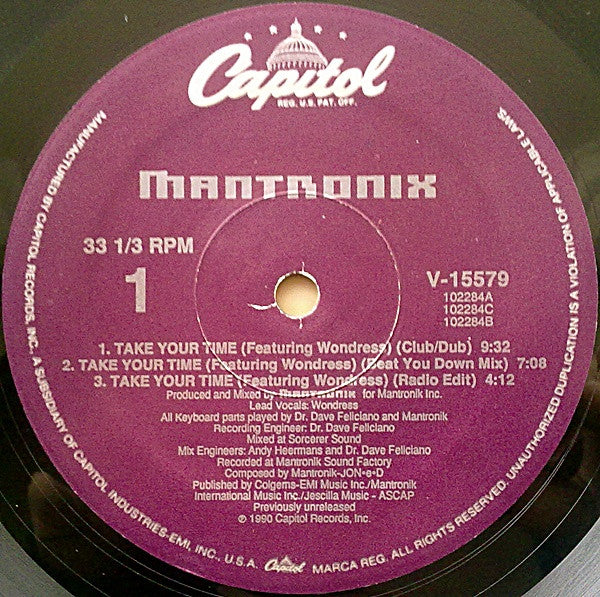 Capitol
REG. U.S. PAT. OFF.
MANTRONIX
33 1/3 RPM
1
V-15579
102284A
102284C
102284B
1. TAKE YOUR TIME (Featuring Wondress) (Club/Dub) 9:32
2. TAKE YOUR TIME (Featuring Wondress) (Beat You Down Mix) 7:08
3. TAKE YOUR TIME (Featuring Wondress) (Radio Edit) 4:12
Produced and Mixed by MANTRONIX for Mantronik Inc.
Lead Vocals: Wondress
All Keyboard parts played by Dr. Dave Feliciano and Mantronik
Recording Engineer: Dr. Dave Feliciano
Mixed at Sorcerer Sound
Mix Engineers: Andy Heermans and Dr. Dave Feliciano
Recorded at Mantronik Sound Factory
Composed by Mantronik-JON•e•D
Published by Colgems-EMI Music Inc./Mantronik
International Music Inc./Jescilla Music - ASCAP
Previously unreleased
© 1990 Capitol Records, Inc.
MANUFACTURED BY CAPITOL RECORDS, INC., A SUBSIDIARY OF CAPITOL INDUSTRIES-EMI, INC., U.S.A. Capitol MARCA REG. ALL RIGHTS RESERVED. UNAUTHORIZED DUPLICATION IS A VIOLATION OF APPLICABLE LAWS.